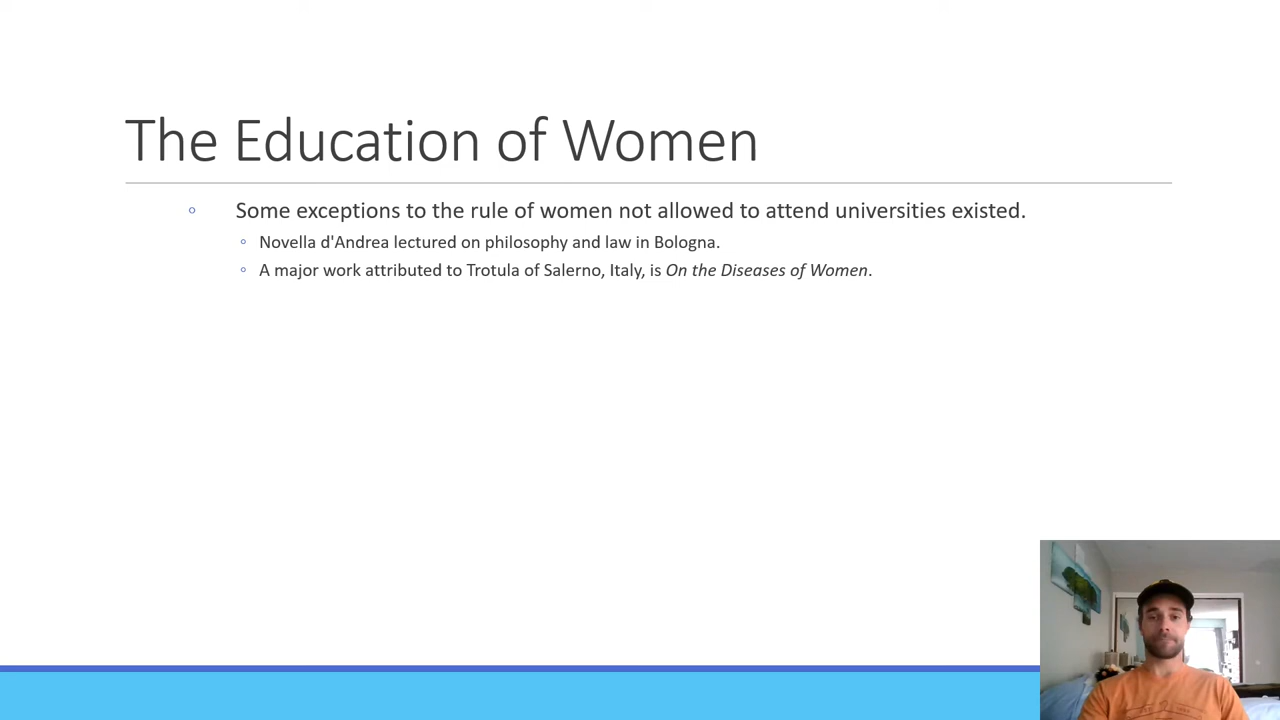 The Education of Women
Some exceptions to the rule of women not allowed to attend universities existed.
Novella d'Andrea lectured on philosophy and law in Bologna.
A major work attributed to Trotula of Salerno, Italy, is On the Diseases of Women.